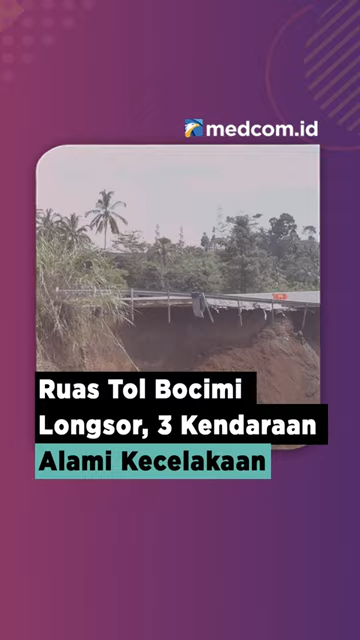 medcom.id
Ruas Tol Bocimi
Longsor, 3 Kendaraan
Alami Kecelakaan